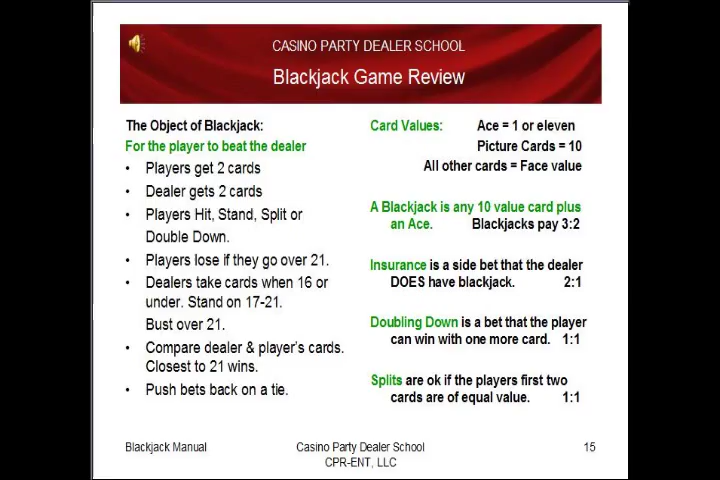 CASINO PARTY DEALER SCHOOL
Blackjack Game Review
The Object of Blackjack:
For the player to beat the dealer
• Players get 2 cards
• Dealer gets 2 cards
• Players Hit, Stand, Split or
Double Down.
• Players lose if they go over 21.
• Dealers take cards when 16 or
under. Stand on 17-21.
Bust over 21.
• Compare dealer & player's cards.
Closest to 21 wins.
• Push bets back on a tie.
Card Values: Ace = 1 or eleven
Picture Cards = 10
All other cards = Face value
A Blackjack is any 10 value card plus
an Ace. Blackjacks pay 3:2
Insurance is a side bet that the dealer
DOES have blackjack. 2:1
Doubling Down is a bet that the player
can win with one more card. 1:1
Splits are ok if the players first two
cards are of equal value. 1:1
Blackjack Manual
Casino Party Dealer School
CPR-ENT, LLC
15